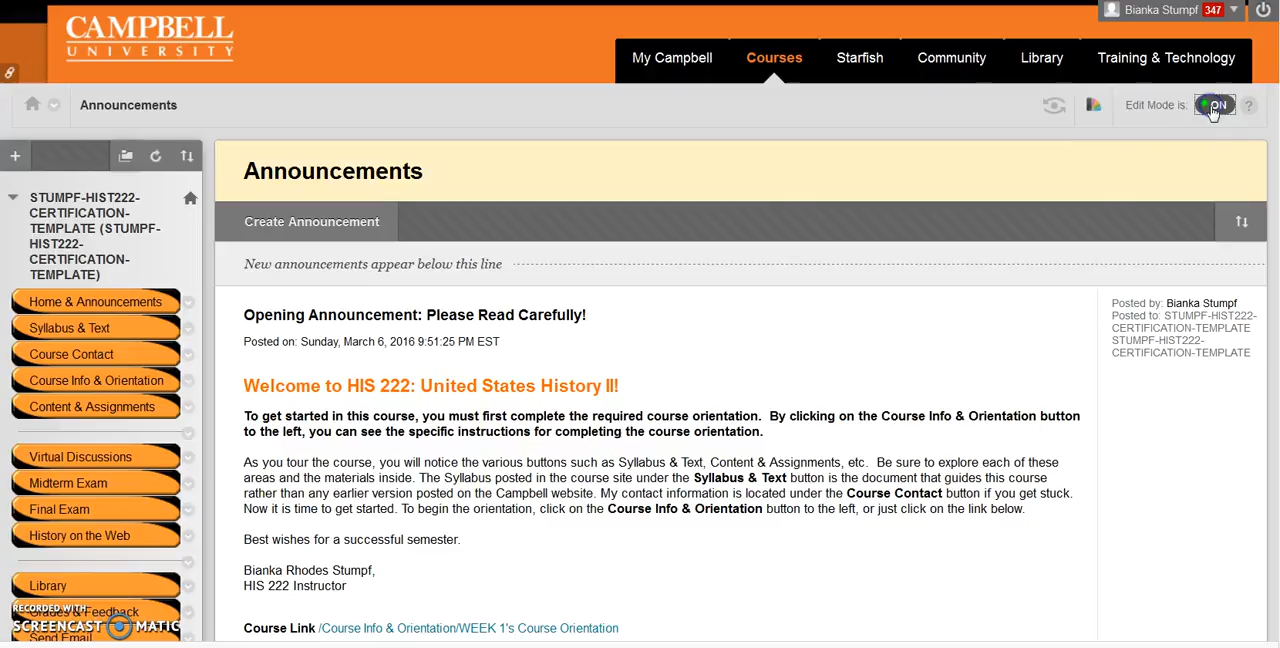 CAMPBELL
UNIVERSITY
Bianka Stumpf 347
My Campbell Courses Starfish Community Library Training & Technology
Announcements
Edit Mode is: ON ?
STUMPF-HIST222-
CERTIFICATION-
TEMPLATE (STUMPF-
HIST222-
CERTIFICATION-
TEMPLATE)
Home & Announcements
Syllabus & Text
Course Contact
Course Info & Orientation
Content & Assignments
Virtual Discussions
Midterm Exam
Final Exam
History on the Web
Library
Grades & Feedback
Send Email
RECORDED WITH
SCREENCAST MATIC
Announcements
Create Announcement
New announcements appear below this line
Opening Announcement: Please Read Carefully!
Posted on: Sunday, March 6, 2016 9:51:25 PM EST
Welcome to HIS 222: United States History II!
To get started in this course, you must first complete the required course orientation. By clicking on the Course Info & Orientation button
to the left, you can see the specific instructions for completing the course orientation.
As you tour the course, you will notice the various buttons such as Syllabus & Text, Content & Assignments, etc. Be sure to explore each of these
areas and the materials inside. The Syllabus posted in the course site under the Syllabus & Text button is the document that guides this course
rather than any earlier version posted on the Campbell website. My contact information is located under the Course Contact button if you get stuck.
Now it is time to get started. To begin the orientation, click on the Course Info & Orientation button to the left, or just click on the link below.
Best wishes for a successful semester.
Bianka Rhodes Stumpf,
HIS 222 Instructor
Course Link /Course Info & Orientation/WEEK 1's Course Orientation
Posted by: Bianka Stumpf
Posted to: STUMPF-HIST222-
CERTIFICATION-TEMPLATE
STUMPF-HIST222-
CERTIFICATION-TEMPLATE